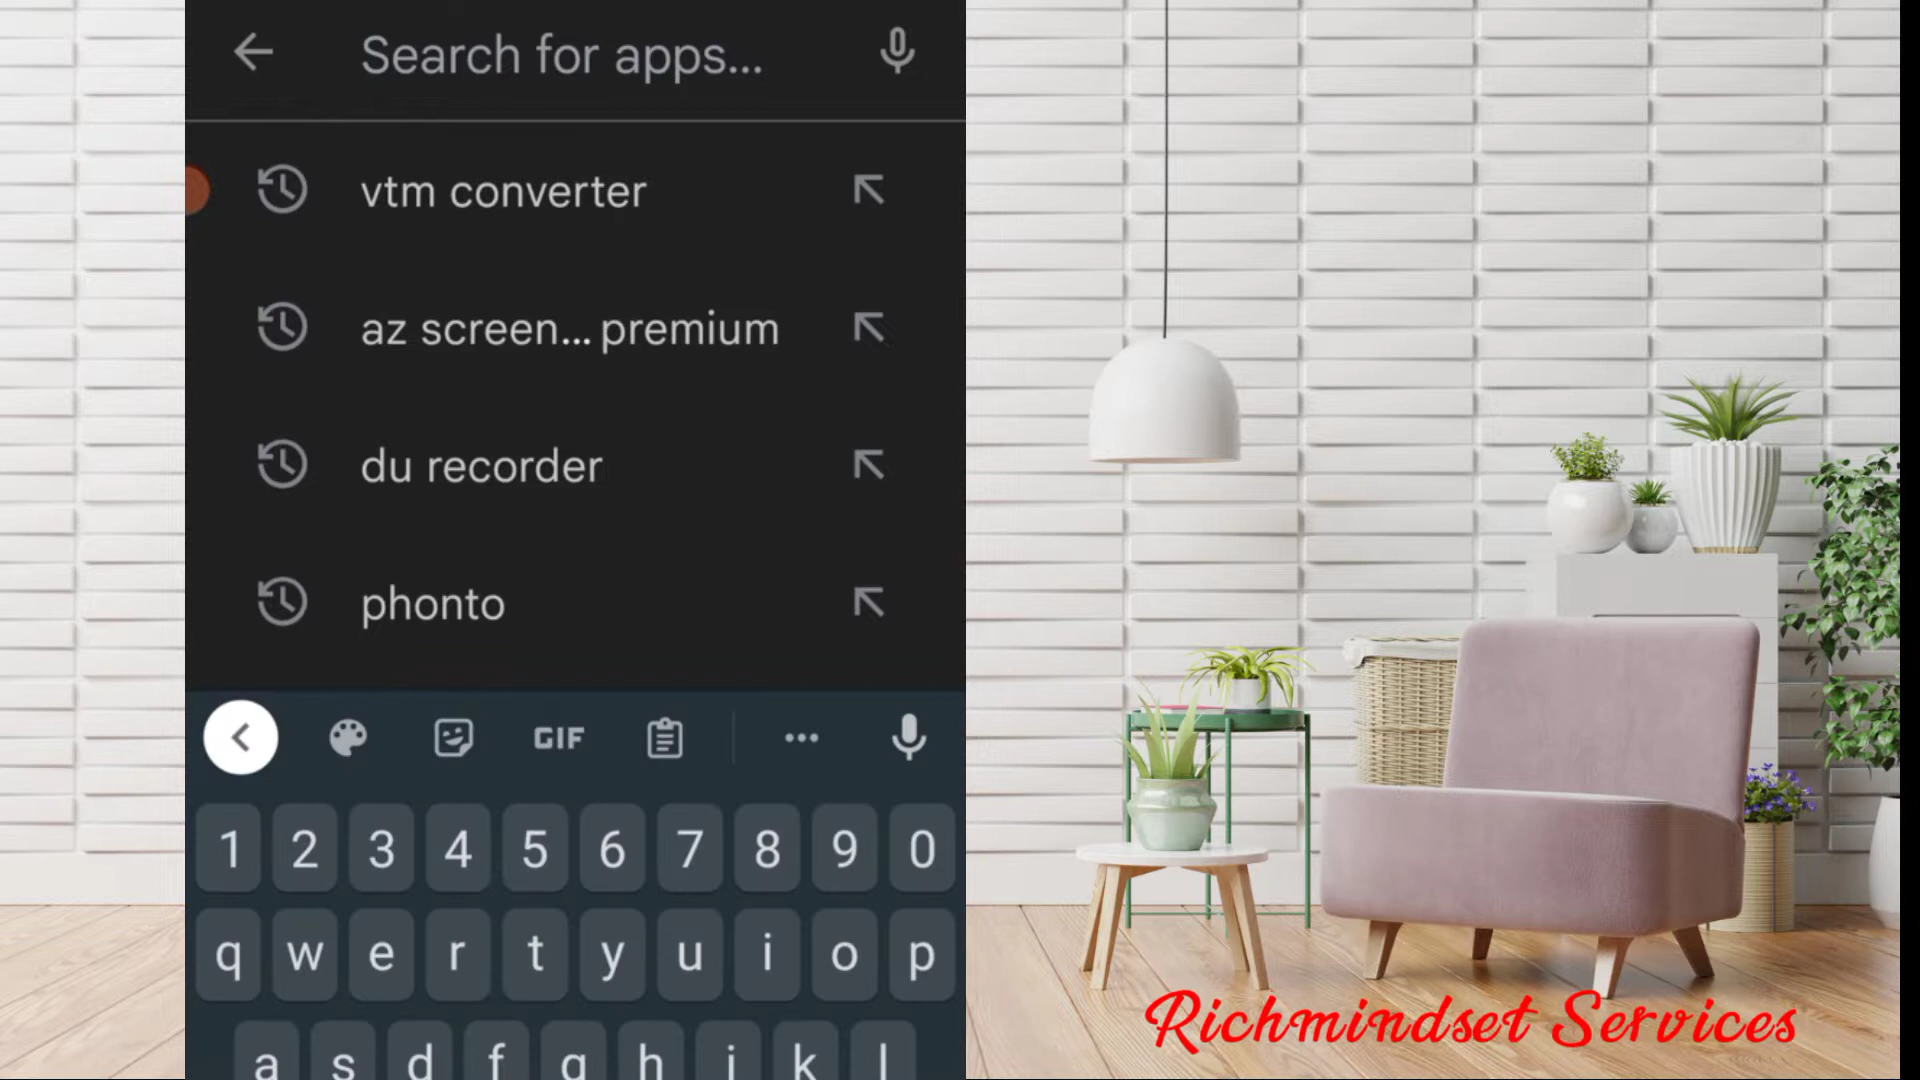 Search for apps...
vtm converter
az screen... premium
du recorder
phonto
GIF
1 2 3 4 5 6 7 8 9 0
q w e r t y u i o p
a s d f g h j k l
Richmindset Services